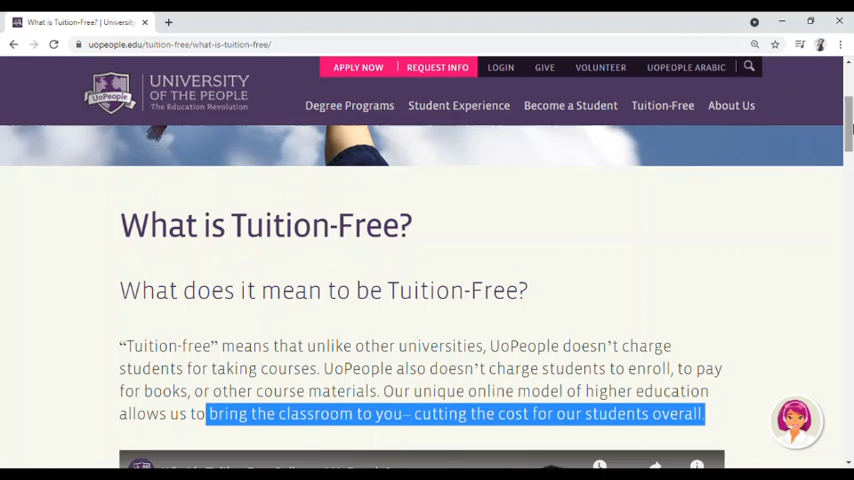 What is Tuition-Free? | University
uopeople.edu/tuition-free/what-is-tuition-free/
APPLY NOW REQUEST INFO LOGIN GIVE VOLUNTEER UOPEOPLE ARABIC
UoPeople
UNIVERSITY
OF THE PEOPLE
The Education Revolution
Degree Programs Student Experience Become a Student Tuition-Free About Us
What is Tuition-Free?
What does it mean to be Tuition-Free?
“Tuition-free” means that unlike other universities, UoPeople doesn’t charge
students for taking courses. UoPeople also doesn’t charge students to enroll, to pay
for books, or other course materials. Our unique online model of higher education
allows us to bring the classroom to you– cutting the cost for our students overall.